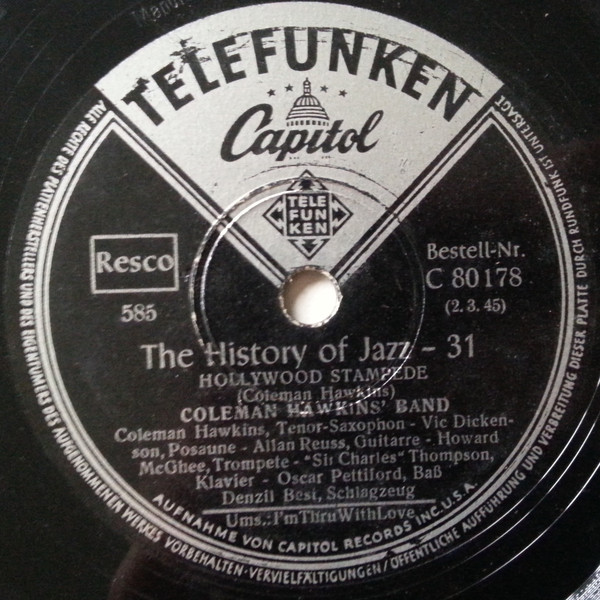 TELEFUNKEN
Capitol
TELE
FUN
KEN
Resco
585
Bestell-Nr.
C 80178
(2. 3. 45)
The History of Jazz - 31
HOLLYWOOD STAMPEDE
(Coleman Hawkins)
COLEMAN HAWKINS' BAND
Coleman Hawkins, Tenor-Saxophon - Vic Dicken-
son, Posaune - Allan Reuss, Guitarre - Howard
McGhee, Trompete - "Sir Charles" Thompson,
Klavier - Oscar Pettiford, Baß
Denzil Best, Schlagzeug
Ums.: I'm Thru With Love
AUFNAHME VON CAPITOL RECORDS INC. U.S.A.
ALLE RECHTE DES PLATTENHERSTELLERS UND DES EIGENTÜMERS DES AUFGENOMMENEN WERKES VORBEHALTEN · VERVIELFÄLTIGUNGEN / ÖFFENTLICHE AUFFÜHRUNG UND VERBREITUNG DIESER PLATTE DURCH RUNDFUNK IST UNTERSAGT